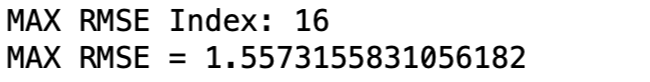 MAX RMSE Index: 16
MAX RMSE = 1.5573155831056182